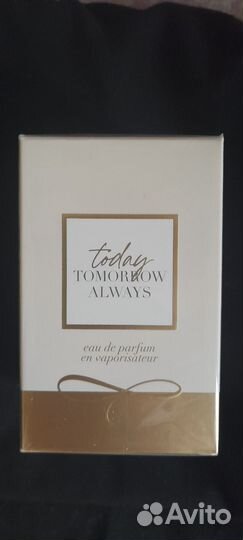 today
TOMORROW
ALWAYS
eau de parfum
en vaporisateur
Avito